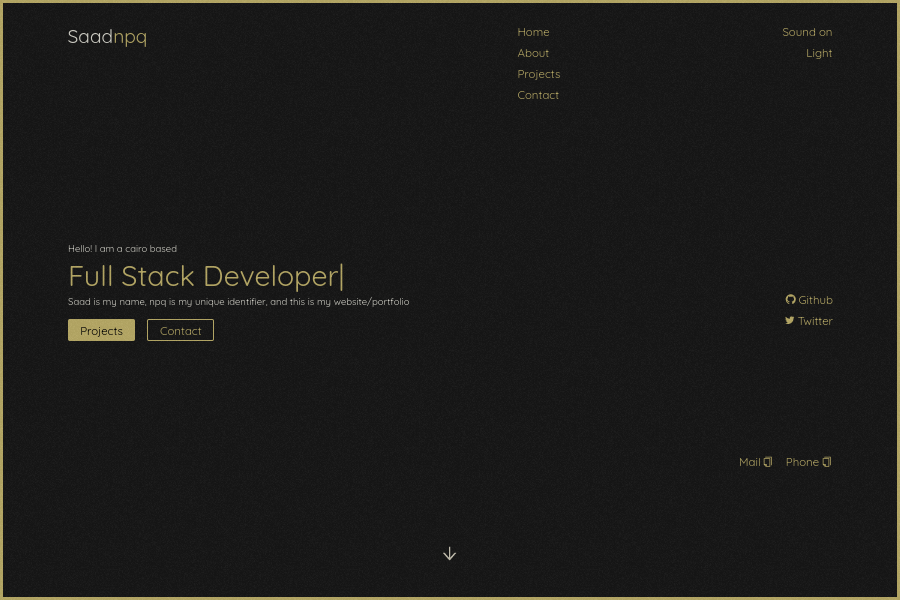 Saadnpq
Home
About
Projects
Contact
Sound on
Light
Hello! I am a cairo based
Full Stack Developer|
Saad is my name, npq is my unique identifier, and this is my website/portfolio
Projects
Contact
Github
Twitter
Mail
Phone